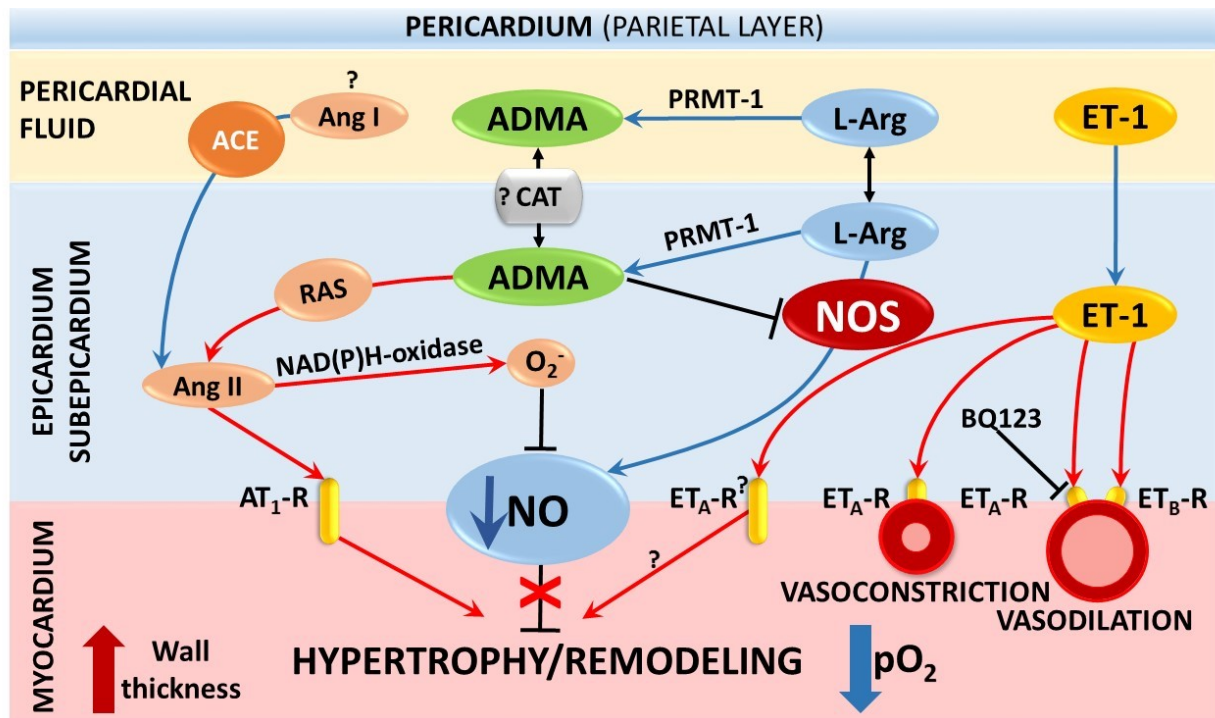 PERICARDIUM (PARIETAL LAYER)
PERICARDIAL
FLUID
?
Ang I
ACE
ADMA
PRMT-1
L-Arg
ET-1
? CAT
EPICARDIUM
SUBEPICARDIUM
RAS
ADMA
PRMT-1
L-Arg
NOS
ET-1
Ang II
NAD(P)H-oxidase
O₂⁻
BQ123
AT₁-R
NO
ETA-R?
ETA-R
ETA-R
ETB-R
MYOCARDIUM
?
VASOCONSTRICTION
VASODILATION
Wall
thickness
HYPERTROPHY/REMODELING
pO₂